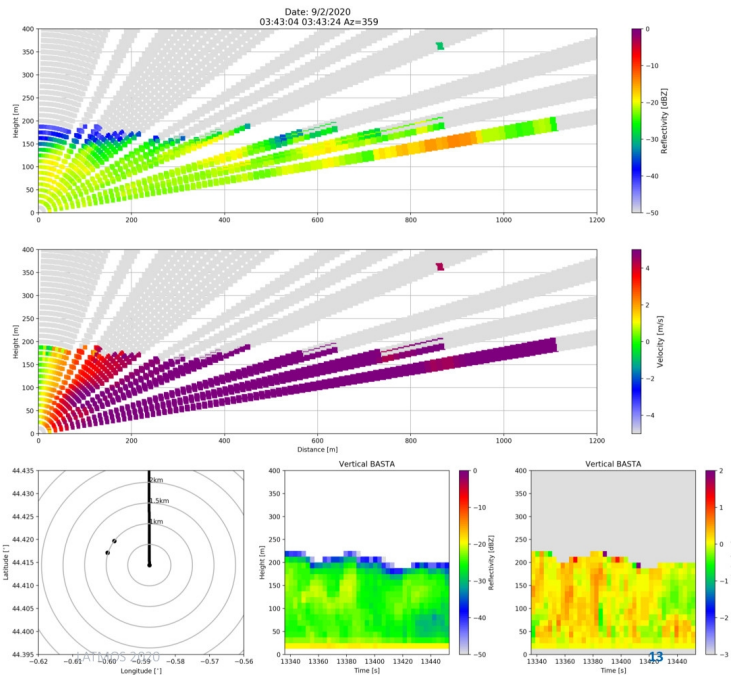 Date: 9/2/2020
03:43:04 03:43:24 Az=359
400
350
300
250
200
150
100
50
0
Height [m]
0 200 400 600 800 1000 1200
0
−10
−20
−30
−40
−50
Reflectivity [dBZ]
400
350
300
250
200
150
100
50
0
Height [m]
0 200 400 600 800 1000 1200
Distance [m]
4
2
0
−2
−4
Velocity [m/s]
44.435
44.430
44.425
44.420
44.415
44.410
44.405
44.400
44.395
Latitude [°]
2km
1.5km
1km
−0.62 −0.61 −0.60 −0.59 −0.58 −0.57 −0.56
Longitude [°]
LATMOS 2020
Vertical BASTA
400
350
300
250
200
150
100
50
0
Height [m]
13340 13360 13380 13400 13420 13440
Time [s]
0
−10
−20
−30
−40
−50
Reflectivity [dBZ]
Vertical BASTA
400
350
300
250
200
150
100
50
0
13340 13360 13380 13400 13420 13440
Time [s]
13
2
1
0
−1
−2
−3